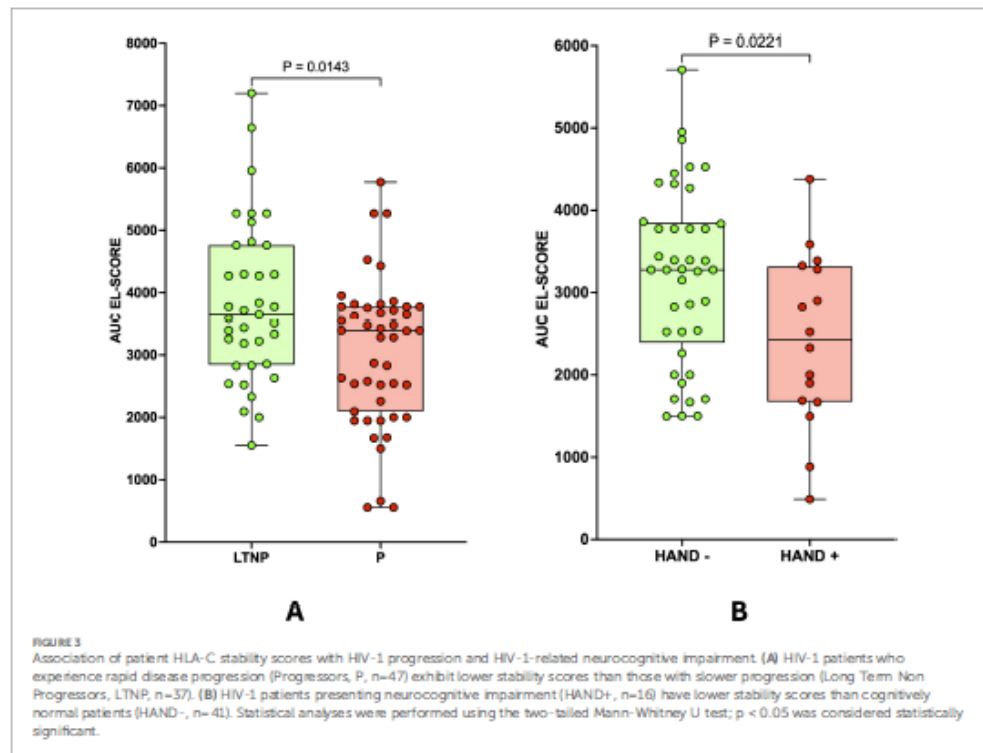 8000
7000
6000
5000
4000
3000
2000
1000
0
AUC EL-SCORE
P = 0.0143
LTNP
P
A
6000
5000
4000
3000
2000
1000
0
AUC EL-SCORE
P = 0.0221
HAND -
HAND +
B
FIGURE 3
Association of patient HLA-C stability scores with HIV-1 progression and HIV-1-related neurocognitive impairment. (A) HIV-1 patients who
experience rapid disease progression (Progressors, P, n=47) exhibit lower stability scores than those with slower progression (Long Term Non
Progressors, LTNP, n=37). (B) HIV-1 patients presenting neurocognitive impairment (HAND+, n=16) have lower stability scores than cognitively
normal patients (HAND-, n=41). Statistical analyses were performed using the two-tailed Mann-Whitney U test; p < 0.05 was considered statistically
significant.